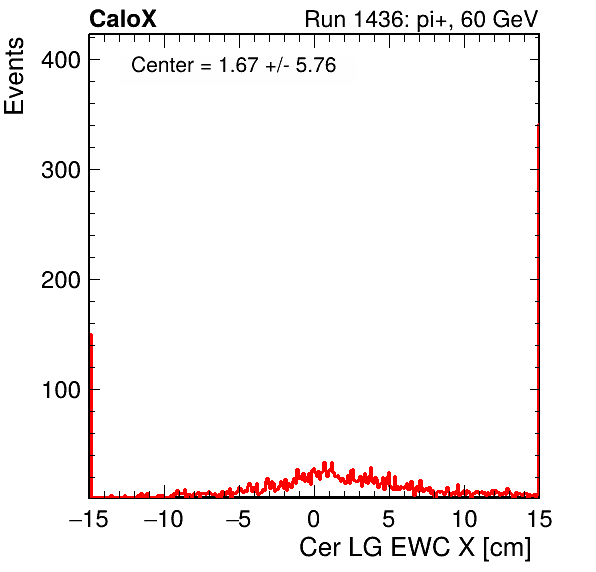 CaloX Run 1436: pi+, 60 GeV
Center = 1.67 +/- 5.76
Events
400
300
200
100
−15 −10 −5 0 5 10 15
Cer LG EWC X [cm]